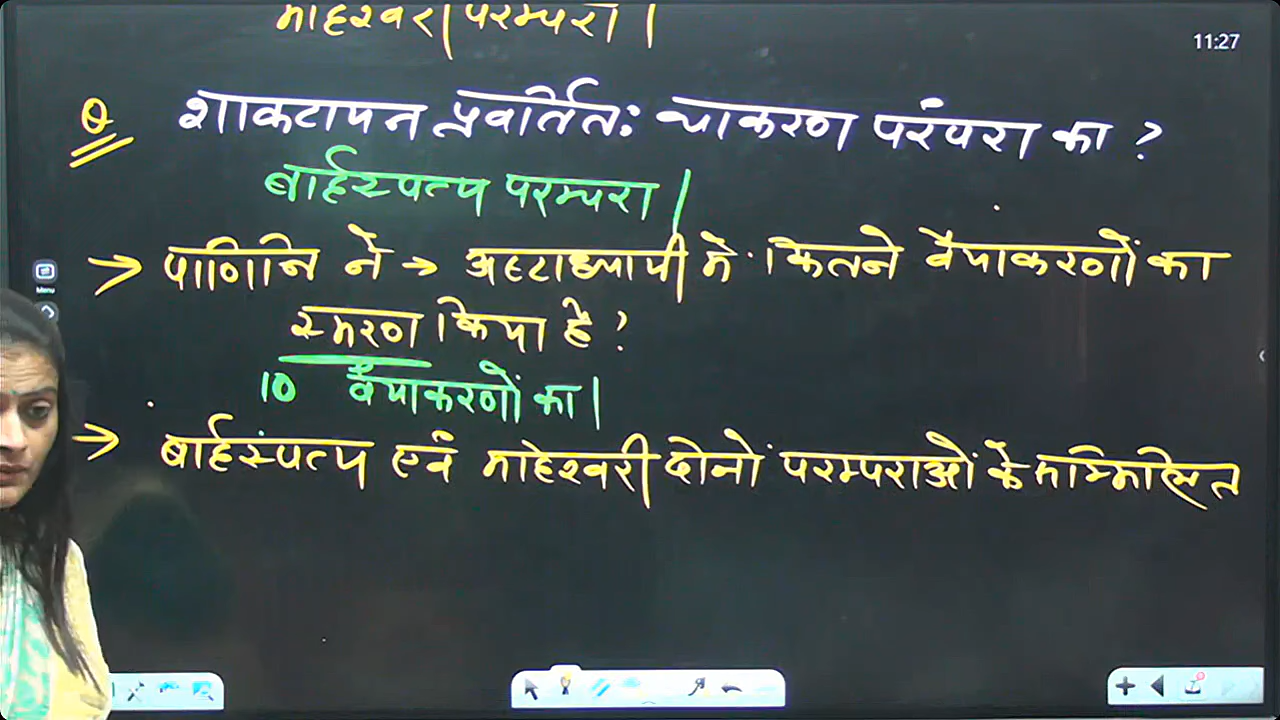 माहेश्वरी परम्परा |
11:27
Q शाकटायन प्रवर्तितः व्याकरण परंपरा का ?
बार्हस्पत्य परम्परा |
→ पाणिनि ने → अष्टाध्यायी में कितने वैयाकरणों का
स्मरण किया है ?
10 वैयाकरणों का |
Menu
→ बार्हस्पत्य एवं माहेश्वरी दोनों परम्पराओं के सम्मिलित